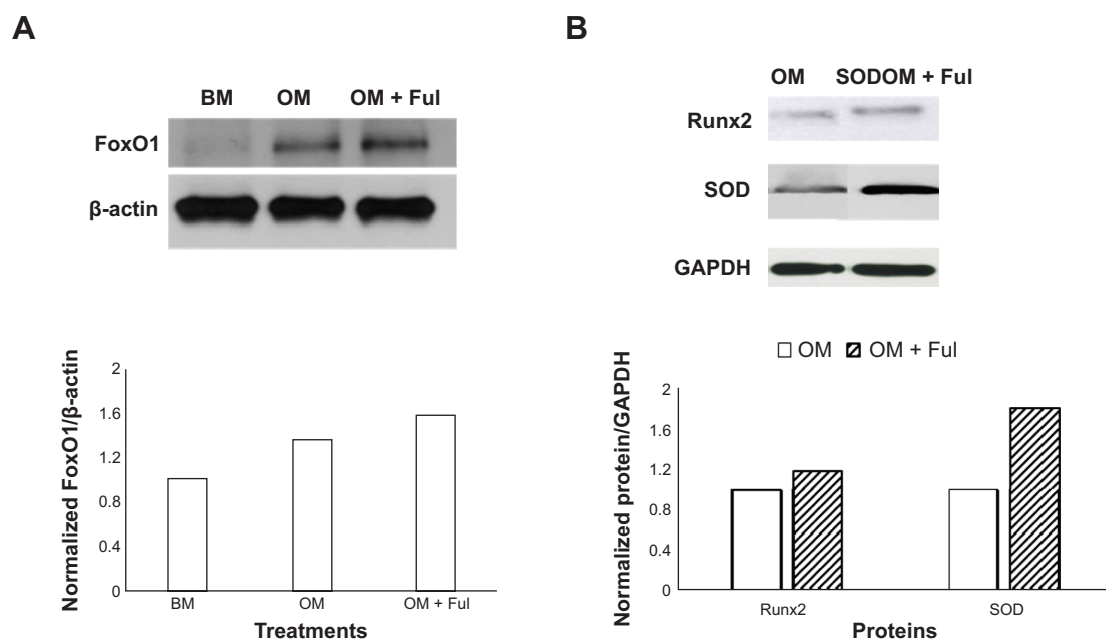 A
BM OM OM + Ful
FoxO1
β-actin
Normalized FoxO1/β-actin
2
1.6
1.2
0.8
0.4
0
BM OM OM + Ful
Treatments
B
OM SODOM + Ful
Runx2
SOD
GAPDH
OM OM + Ful
Normalized protein/GAPDH
2
1.6
1.2
0.8
0.4
0
Runx2 SOD
Proteins